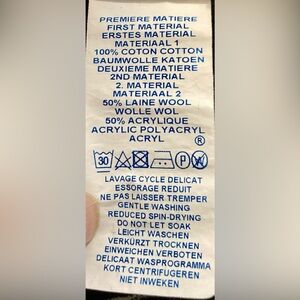 PREMIERE MATIERE
FIRST MATERIAL
ERSTES MATERIAL
MATERIAAL 1
100% COTON COTTON
BAUMWOLLE KATOEN
DEUXIEME MATIERE
2ND MATERIAL
2. MATERIAL
MATERIAAL 2
50% LAINE WOOL
WOLLE WOL
50% ACRYLIQUE
ACRYLIC POLYACRYL
ACRYL ®
30 P W
LAVAGE CYCLE DELICAT
ESSORAGE REDUIT
NE PAS LAISSER TREMPER
GENTLE WASHING
REDUCED SPIN-DRYING
DO NOT LET SOAK
LEICHT WASCHEN
VERKÜRZT TROCKNEN
EINWEICHEN VERBOTEN
DELICAAT WASPROGRAMMA
KORT CENTRIFUGEREN
NIET INWEKEN